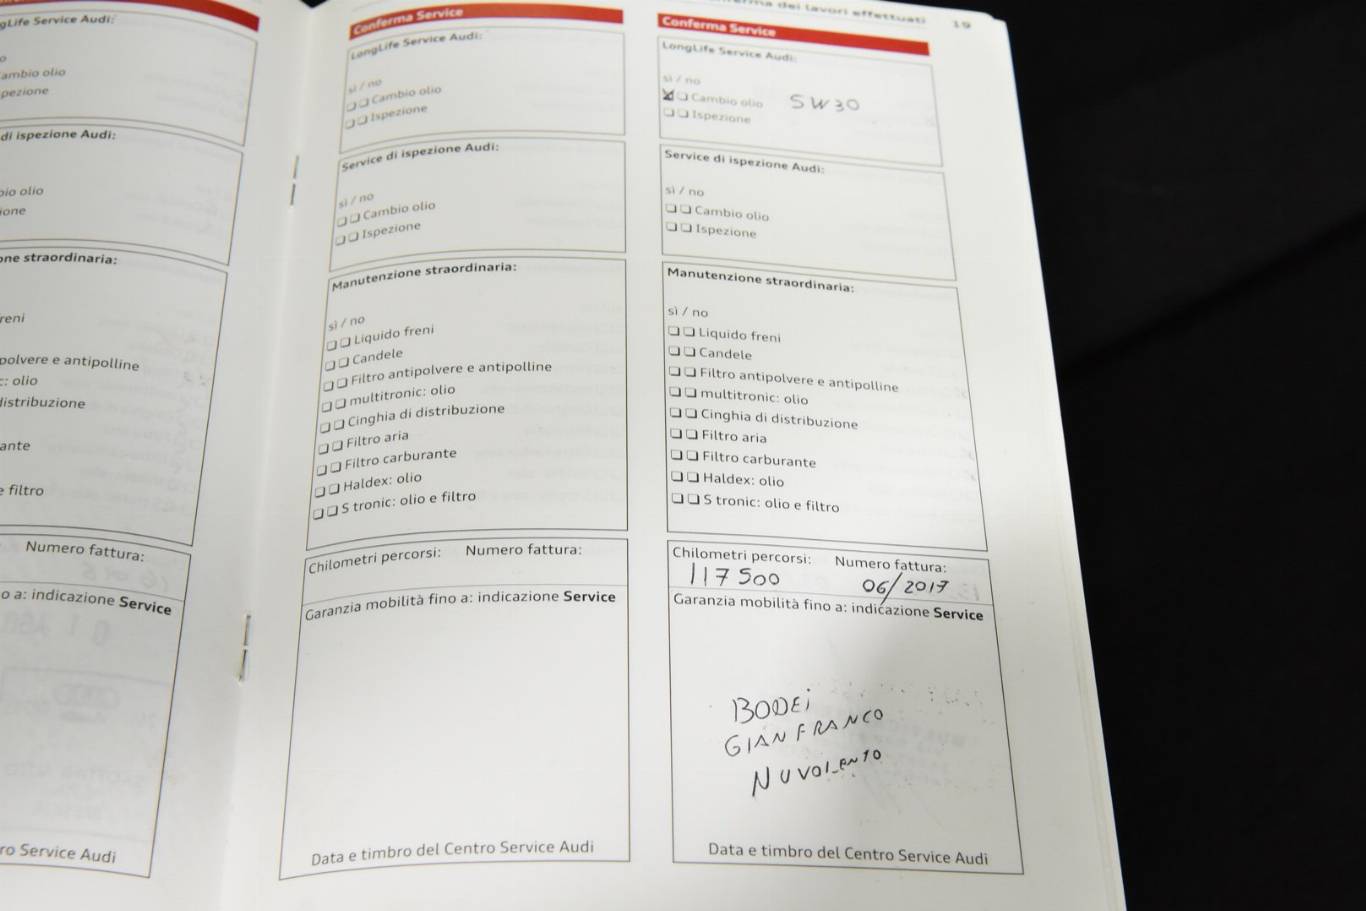 gLife Service Audi:
ambio olio
pezione
di ispezione Audi:
bio olio
ione
one straordinaria:
reni
polvere e antipolline
c: olio
distribuzione
ante
e filtro
Numero fattura:
o a: indicazione Service
ro Service Audi
Conferma Service
LongLife Service Audi:
sì / no
Cambio olio
Ispezione
Service di ispezione Audi:
sì / no
Cambio olio
Ispezione
Manutenzione straordinaria:
sì / no
Liquido freni
Candele
Filtro antipolvere e antipolline
multitronic: olio
Cinghia di distribuzione
Filtro aria
Filtro carburante
Haldex: olio
S tronic: olio e filtro
Chilometri percorsi: Numero fattura:
Garanzia mobilità fino a: indicazione Service
Data e timbro del Centro Service Audi
dei lavori effettuati 19
Conferma Service
LongLife Service Audi:
sì / no
Cambio olio 5W30
Ispezione
Service di ispezione Audi:
sì / no
Cambio olio
Ispezione
Manutenzione straordinaria:
sì / no
Liquido freni
Candele
Filtro antipolvere e antipolline
multitronic: olio
Cinghia di distribuzione
Filtro aria
Filtro carburante
Haldex: olio
S tronic: olio e filtro
Chilometri percorsi: Numero fattura:
117500 06/2017
Garanzia mobilità fino a: indicazione Service
BODEi
GIANFRANCO
NUVOLENTO
Data e timbro del Centro Service Audi